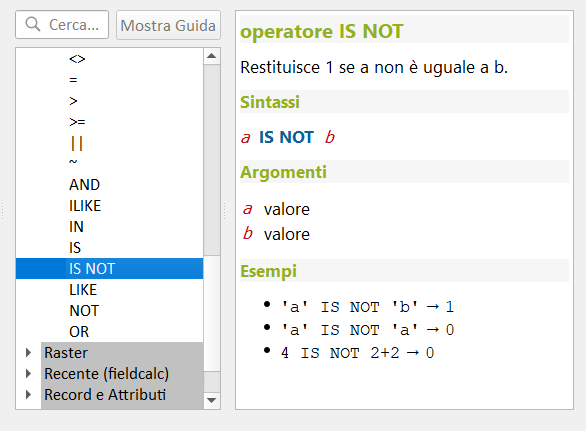 Cerca...
Mostra Guida
<>
=
>
>=
||
~
AND
ILIKE
IN
IS
IS NOT
LIKE
NOT
OR
Raster
Recente (fieldcalc)
Record e Attributi
operatore IS NOT
Restituisce 1 se a non è uguale a b.
Sintassi
a IS NOT b
Argomenti
a valore
b valore
Esempi
• 'a' IS NOT 'b' → 1
• 'a' IS NOT 'a' → 0
• 4 IS NOT 2+2 → 0